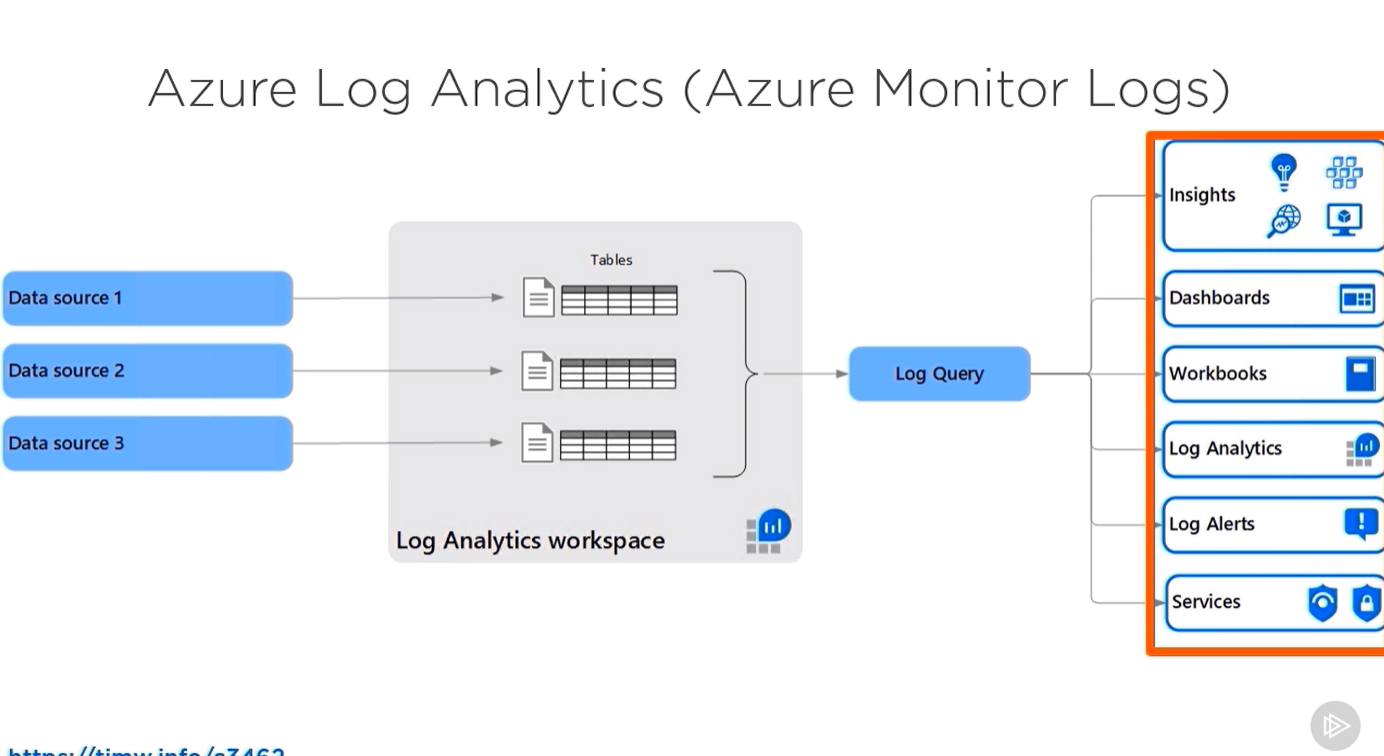 Azure Log Analytics (Azure Monitor Logs)
Data source 1
Data source 2
Data source 3
Tables
Log Analytics workspace
Log Query
Insights
Dashboards
Workbooks
Log Analytics
Log Alerts
Services